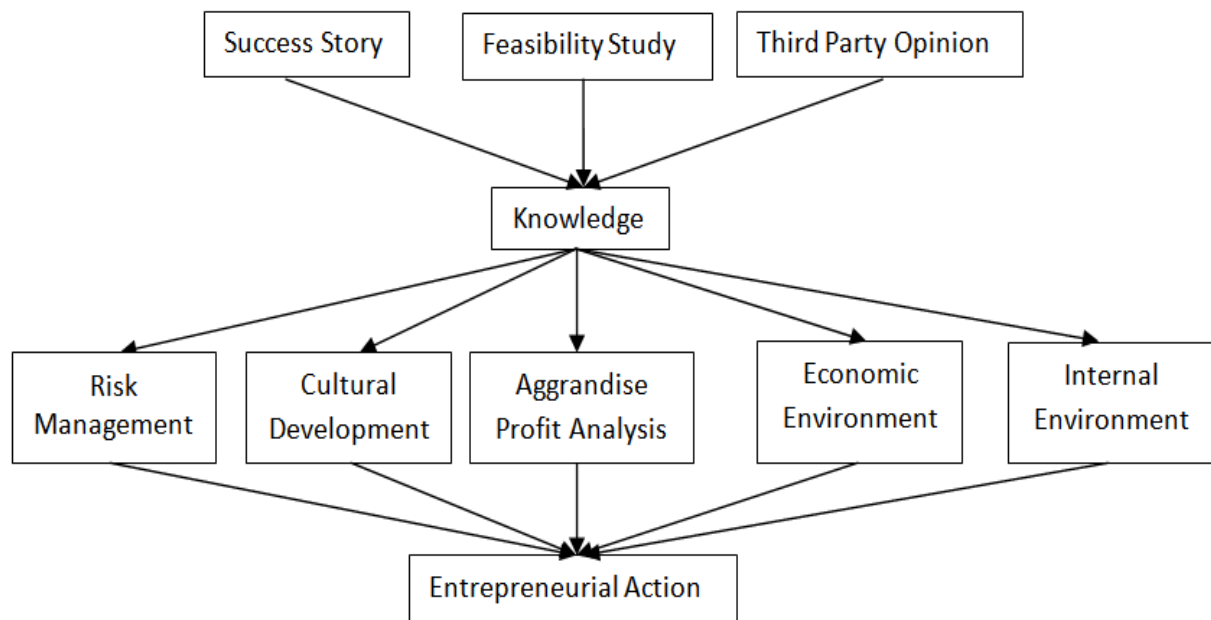 Success Story
Feasibility Study
Third Party Opinion
Knowledge
Risk
Management
Cultural
Development
Aggrandise
Profit Analysis
Economic
Environment
Internal
Environment
Entrepreneurial Action